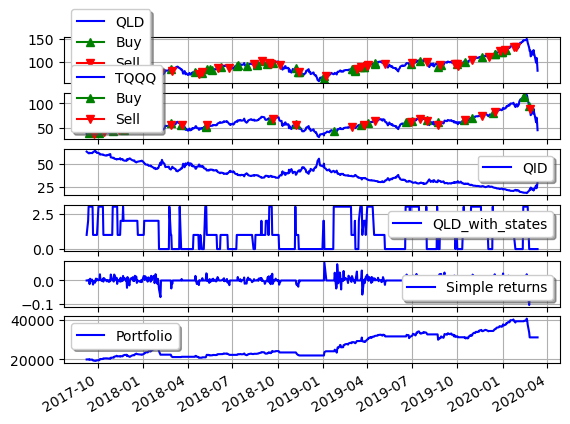 QLD
Buy
Sell
150
100
TQQQ
Buy
Sell
100
50
QID
50
25
QLD_with_states
2.5
0.0
Simple returns
0.0
−0.1
Portfolio
40000
20000
2017-10
2018-01
2018-04
2018-07
2018-10
2019-01
2019-04
2019-07
2019-10
2020-01
2020-04